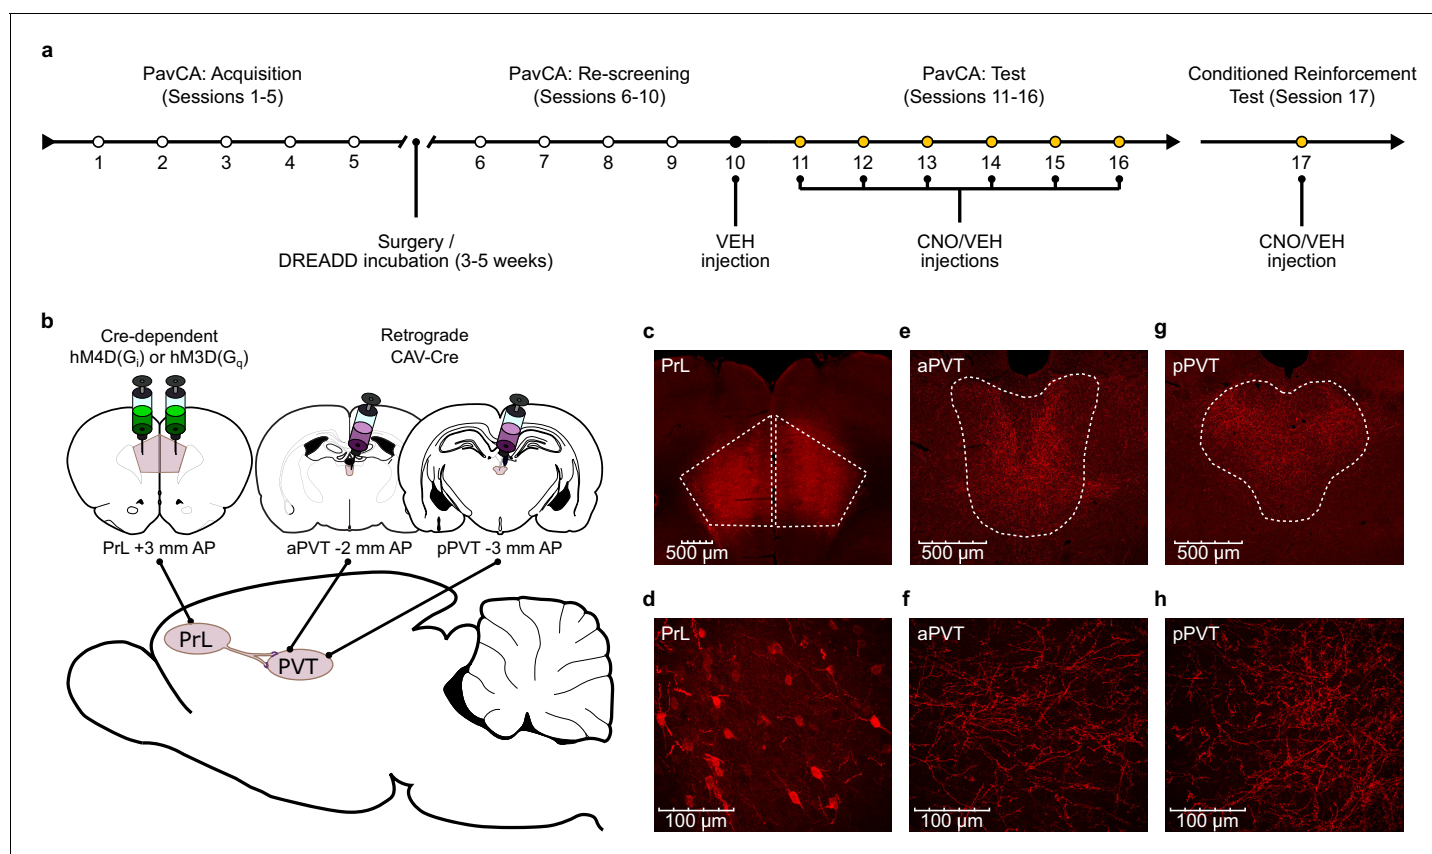 a
PavCA: Acquisition
(Sessions 1-5)
PavCA: Re-screening
(Sessions 6-10)
PavCA: Test
(Sessions 11-16)
Conditioned Reinforcement
Test (Session 17)
1 2 3 4 5 6 7 8 9 10 11 12 13 14 15 16 17
Surgery /
DREADD incubation (3-5 weeks)
VEH
injection
CNO/VEH
injections
CNO/VEH
injection
b
Cre-dependent
hM4D(Gi) or hM3D(Gq)
Retrograde
CAV-Cre
PrL +3 mm AP
aPVT -2 mm AP
pPVT -3 mm AP
PrL
PVT
c
PrL
500 µm
e
aPVT
500 µm
g
pPVT
500 µm
d
PrL
100 µm
f
aPVT
100 µm
h
pPVT
100 µm